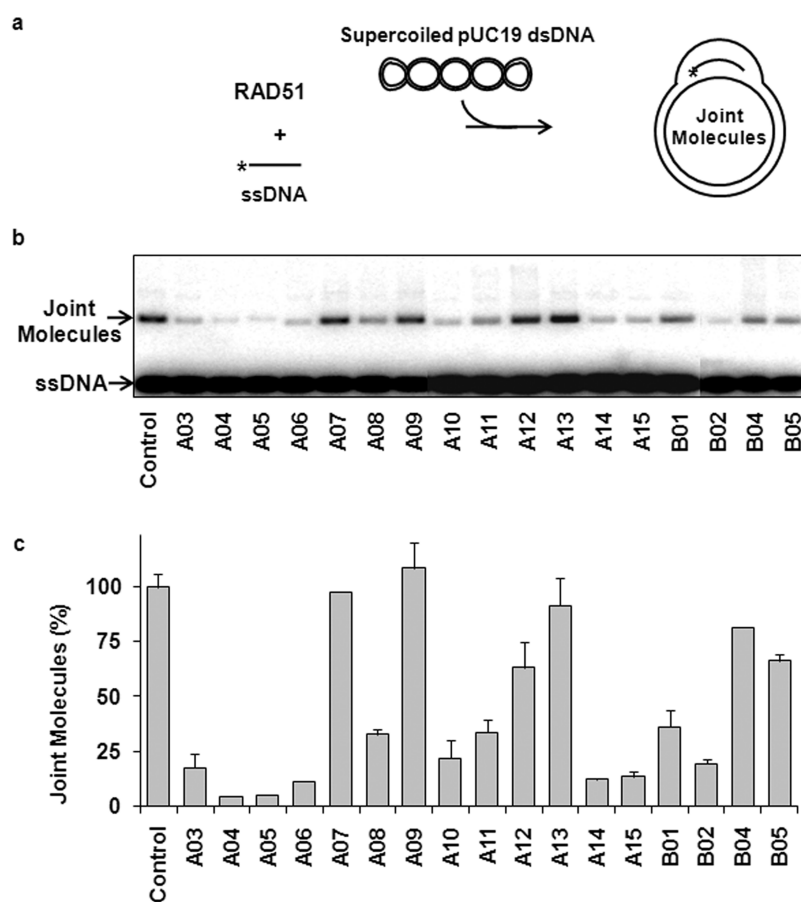 a
Supercoiled pUC19 dsDNA
RAD51
+
*
ssDNA
*
Joint
Molecules
b
Joint
Molecules
ssDNA
Control A03 A04 A05 A06 A07 A08 A09 A10 A11 A12 A13 A14 A15 B01 B02 B04 B05
c
Joint Molecules (%)
100
75
50
25
0
Control A03 A04 A05 A06 A07 A08 A09 A10 A11 A12 A13 A14 A15 B01 B02 B04 B05